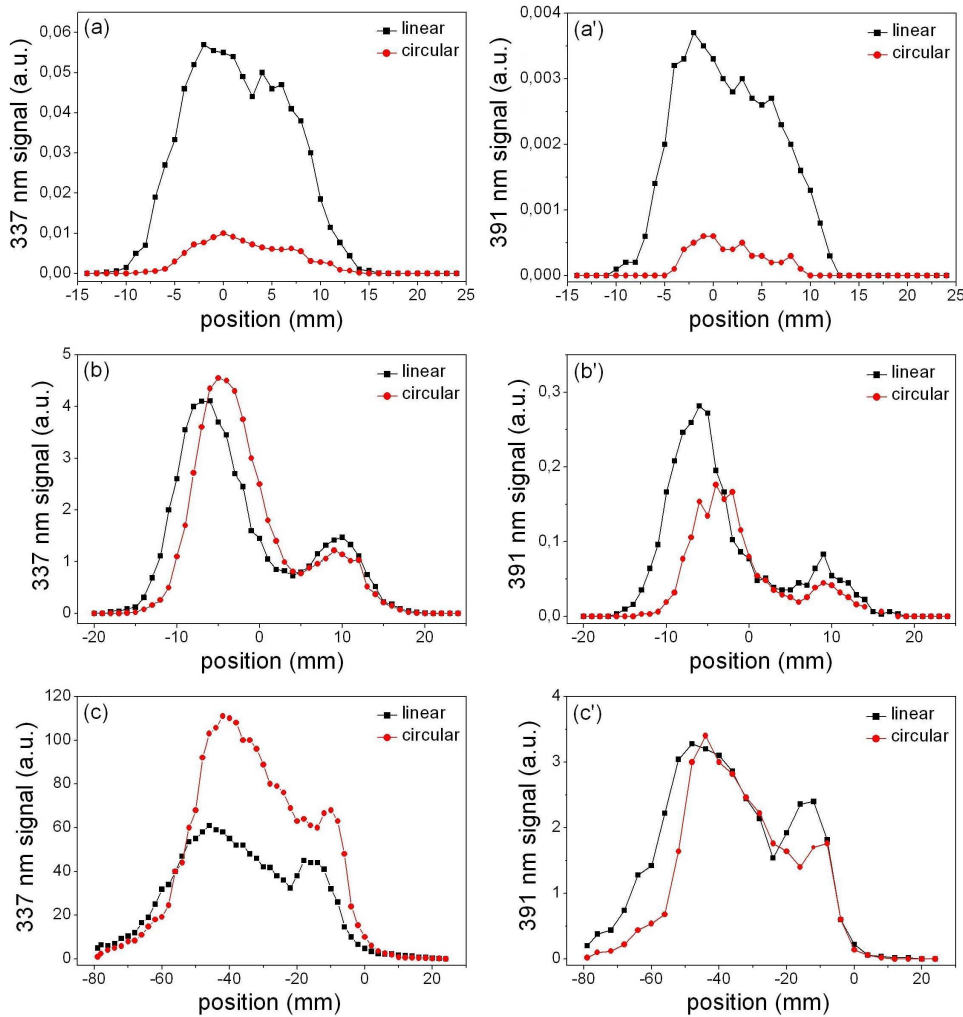 (a)
linear
circular
337 nm signal (a.u.)
0,06
0,05
0,04
0,03
0,02
0,01
0,00
-15 -10 -5 0 5 10 15 20 25
position (mm)
(a')
linear
circular
391 nm signal (a.u.)
0,004
0,003
0,002
0,001
0,000
-15 -10 -5 0 5 10 15 20 25
position (mm)
(b)
linear
circular
337 nm signal (a.u.)
5
4
3
2
1
0
-20 -10 0 10 20
position (mm)
(b')
linear
circular
391 nm signal (a.u.)
0,3
0,2
0,1
0,0
-20 -10 0 10 20
position (mm)
(c)
linear
circular
337 nm signal (a.u.)
120
100
80
60
40
20
0
-80 -60 -40 -20 0 20
position (mm)
(c')
linear
circular
391 nm signal (a.u.)
4
3
2
1
0
-80 -60 -40 -20 0 20
position (mm)